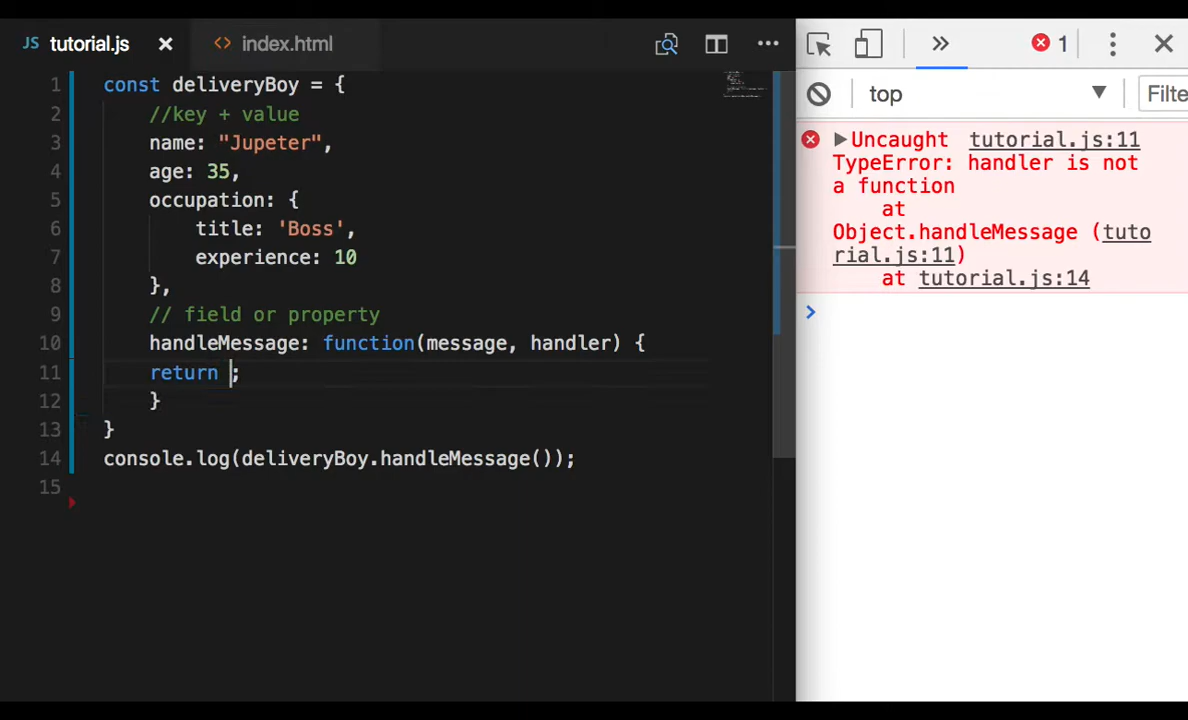 JS tutorial.js × <> index.html
1 const deliveryBoy = {
2 //key + value
3 name: "Jupeter",
4 age: 35,
5 occupation: {
6 title: 'Boss',
7 experience: 10
8 },
9 // field or property
10 handleMessage: function(message, handler) {
11 return ;
12 }
13 }
14 console.log(deliveryBoy.handleMessage());
15
» 1
top ▼ Filte
▶Uncaught tutorial.js:11
TypeError: handler is not
a function
at
Object.handleMessage (tuto
rial.js:11)
at tutorial.js:14